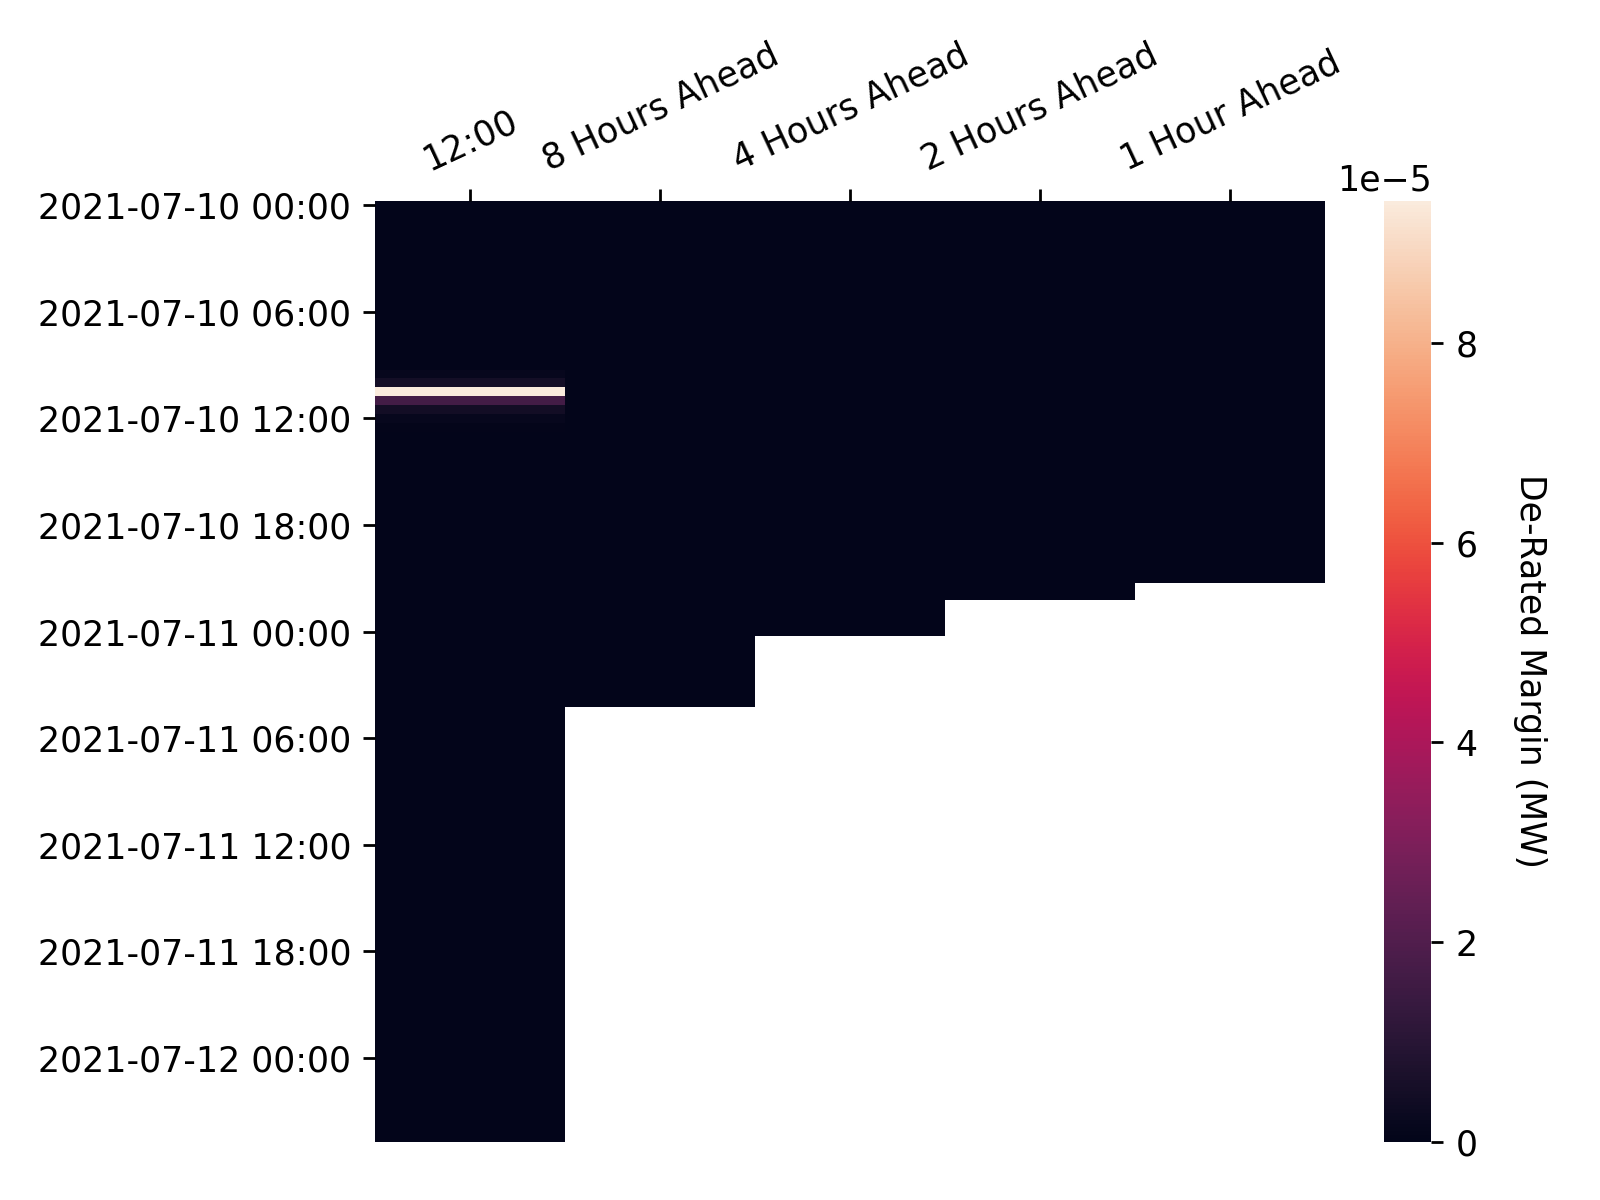 12:00
8 Hours Ahead
4 Hours Ahead
2 Hours Ahead
1 Hour Ahead
1e−5
2021-07-10 00:00
2021-07-10 06:00
2021-07-10 12:00
2021-07-10 18:00
2021-07-11 00:00
2021-07-11 06:00
2021-07-11 12:00
2021-07-11 18:00
2021-07-12 00:00
8
6
4
2
0
De-Rated Margin (MW)